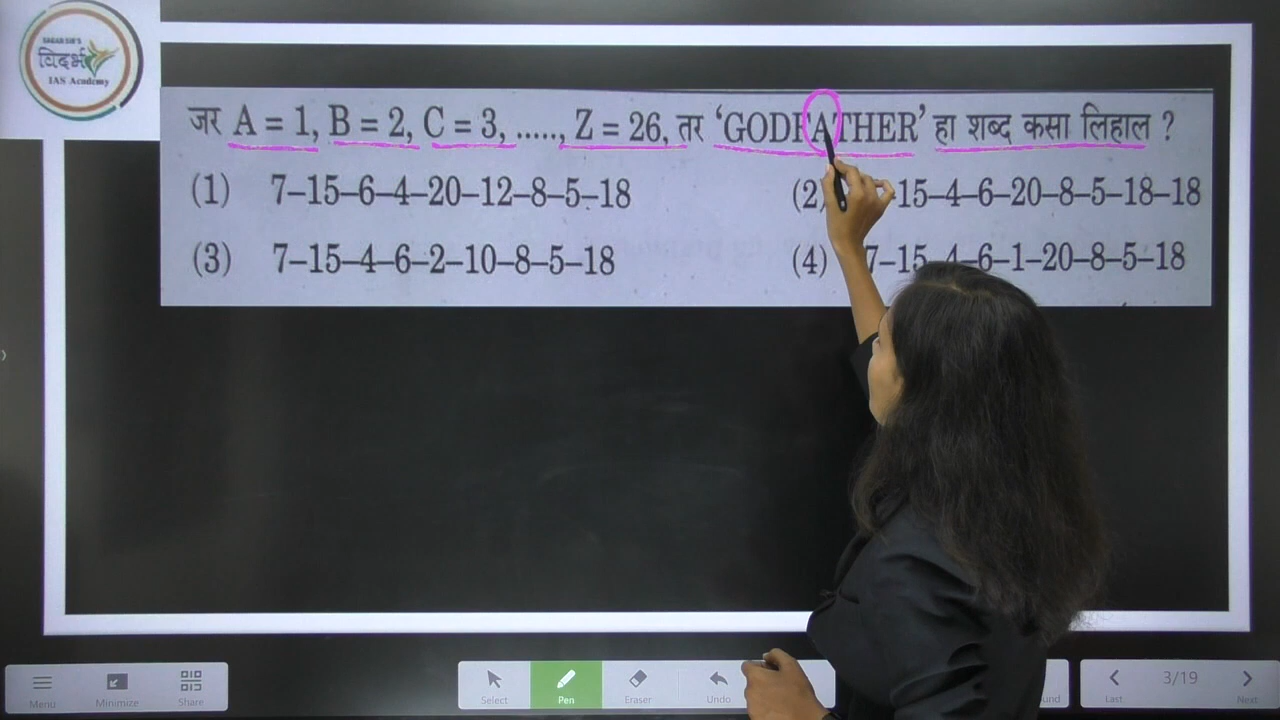 SAGAR SIR'S
विदर्भ
IAS Academy
जर A = 1, B = 2, C = 3, ....., Z = 26, तर ‘GODFATHER’ हा शब्द कसा लिहाल ?
(1) 7–15–6–4–20–12–8–5–18
(2) –15–4–6–20–8–5–18–18
(3) 7–15–4–6–2–10–8–5–18
(4) 7–15–4–6–1–20–8–5–18
Menu
Minimize
Share
Select
Pen
Eraser
Undo
Last
3/19
Next